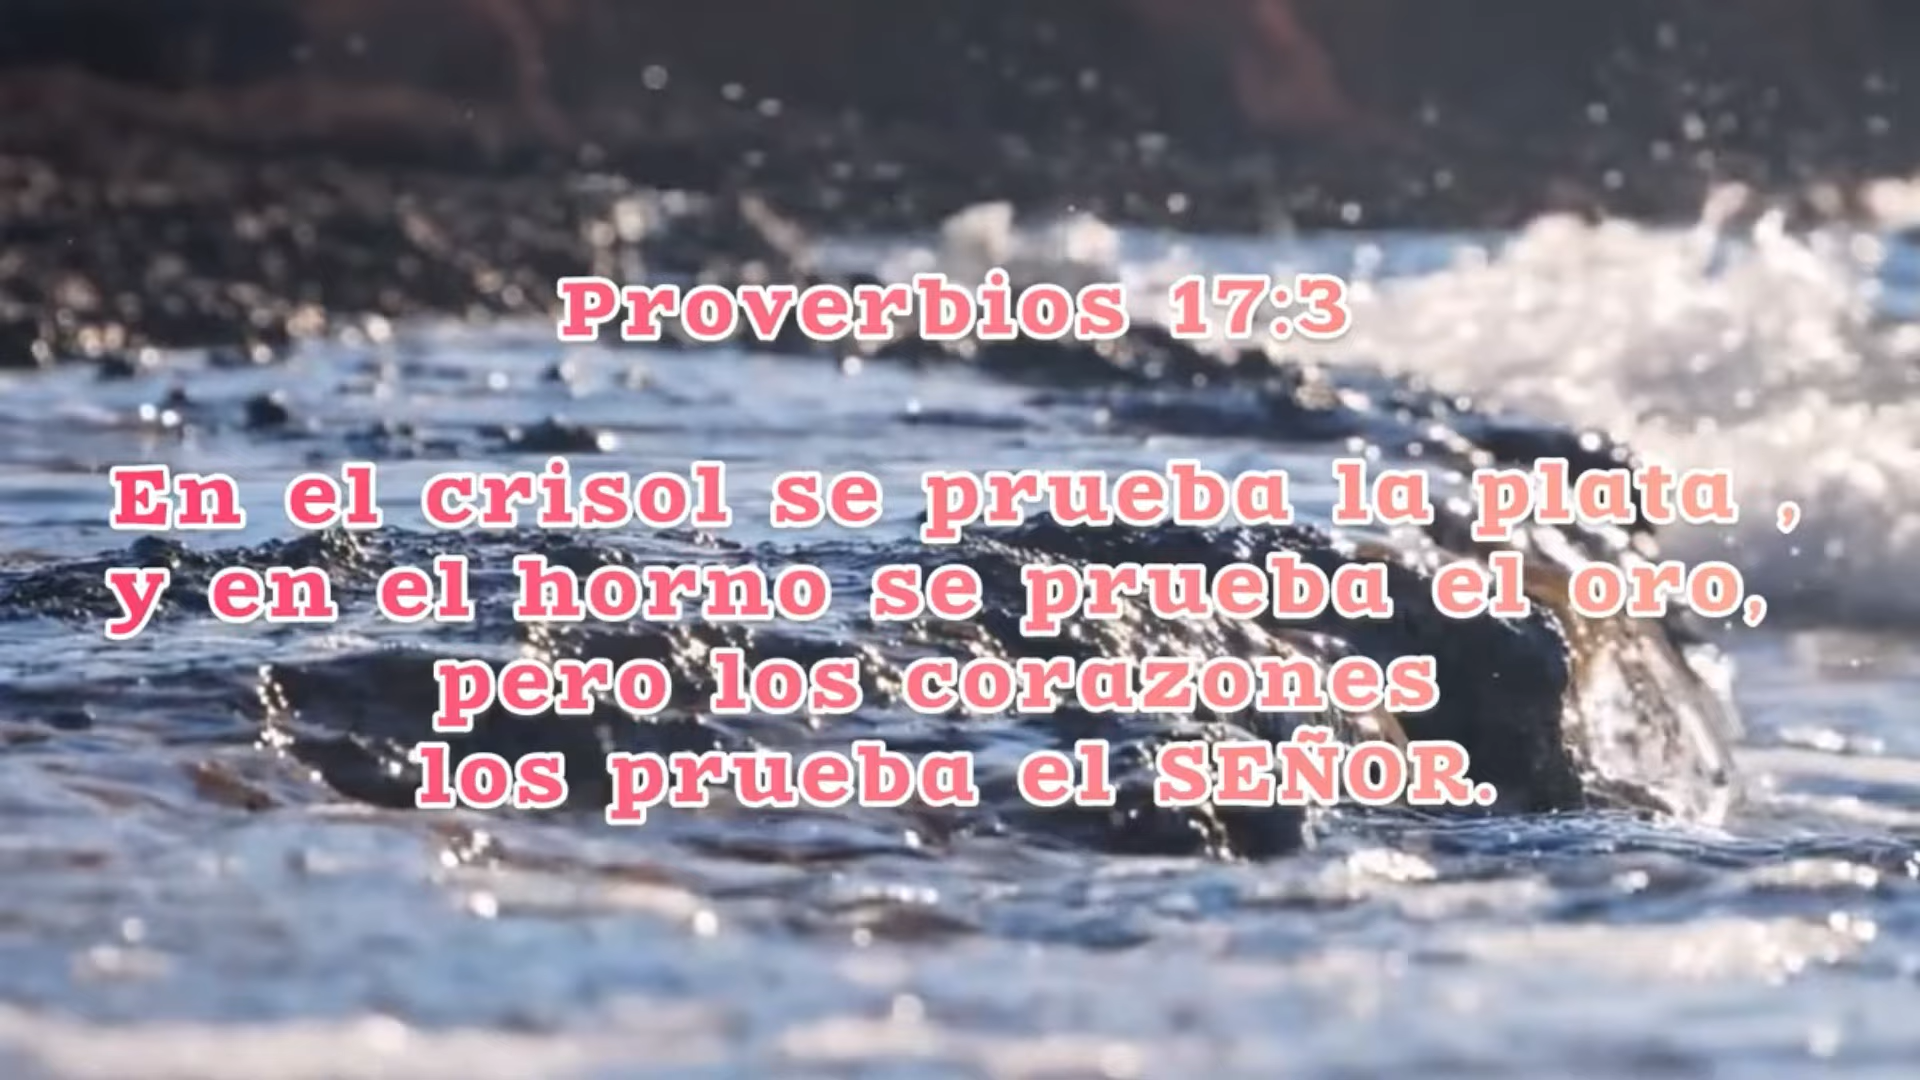 Proverbios 17:3
En el crisol se prueba la plata ,
y en el horno se prueba el oro,
pero los corazones
los prueba el SEÑOR.